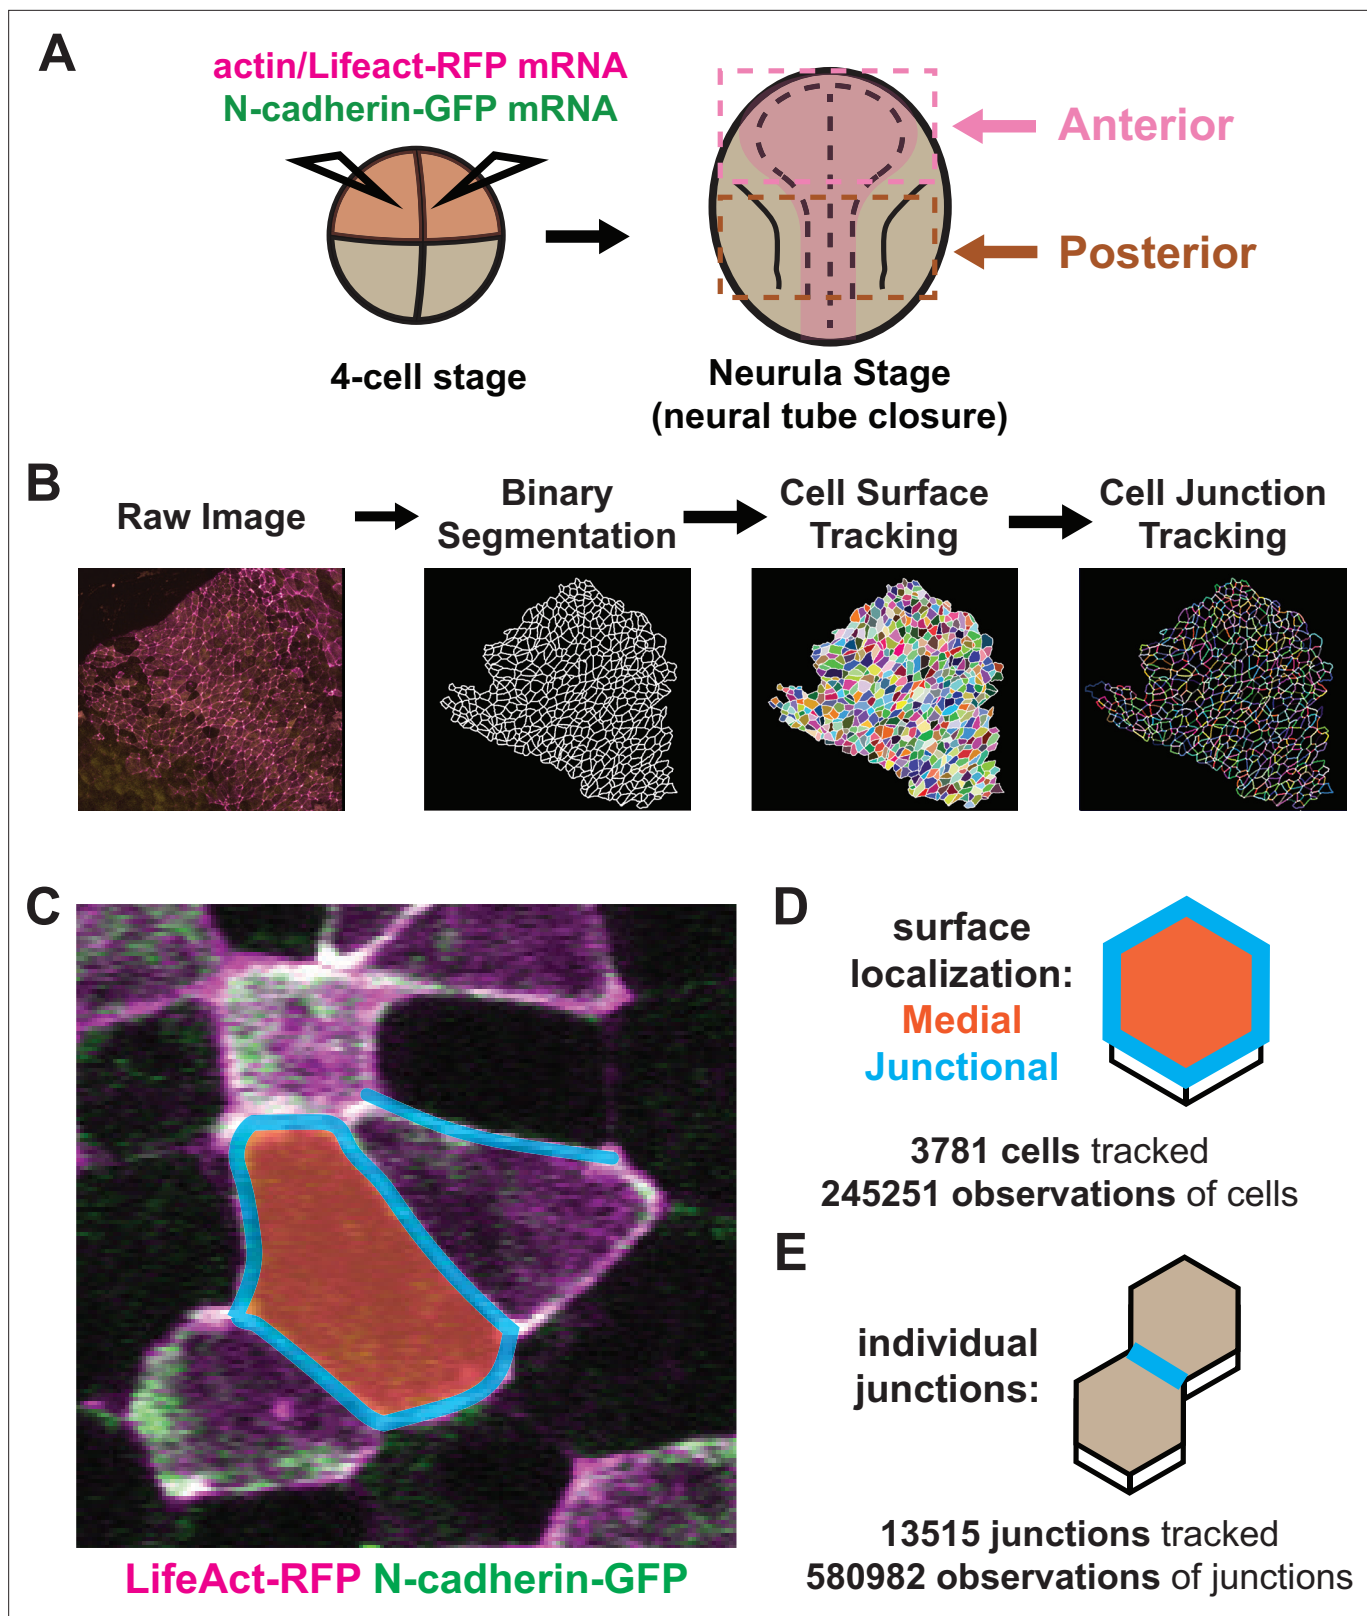 A
actin/Lifeact-RFP mRNA
N-cadherin-GFP mRNA
Anterior
Posterior
4-cell stage
Neurula Stage
(neural tube closure)
B
Raw Image
Binary
Segmentation
Cell Surface
Tracking
Cell Junction
Tracking
C
LifeAct-RFP N-cadherin-GFP
D
surface
localization:
Medial
Junctional
3781 cells tracked
245251 observations of cells
E
individual
junctions:
13515 junctions tracked
580982 observations of junctions